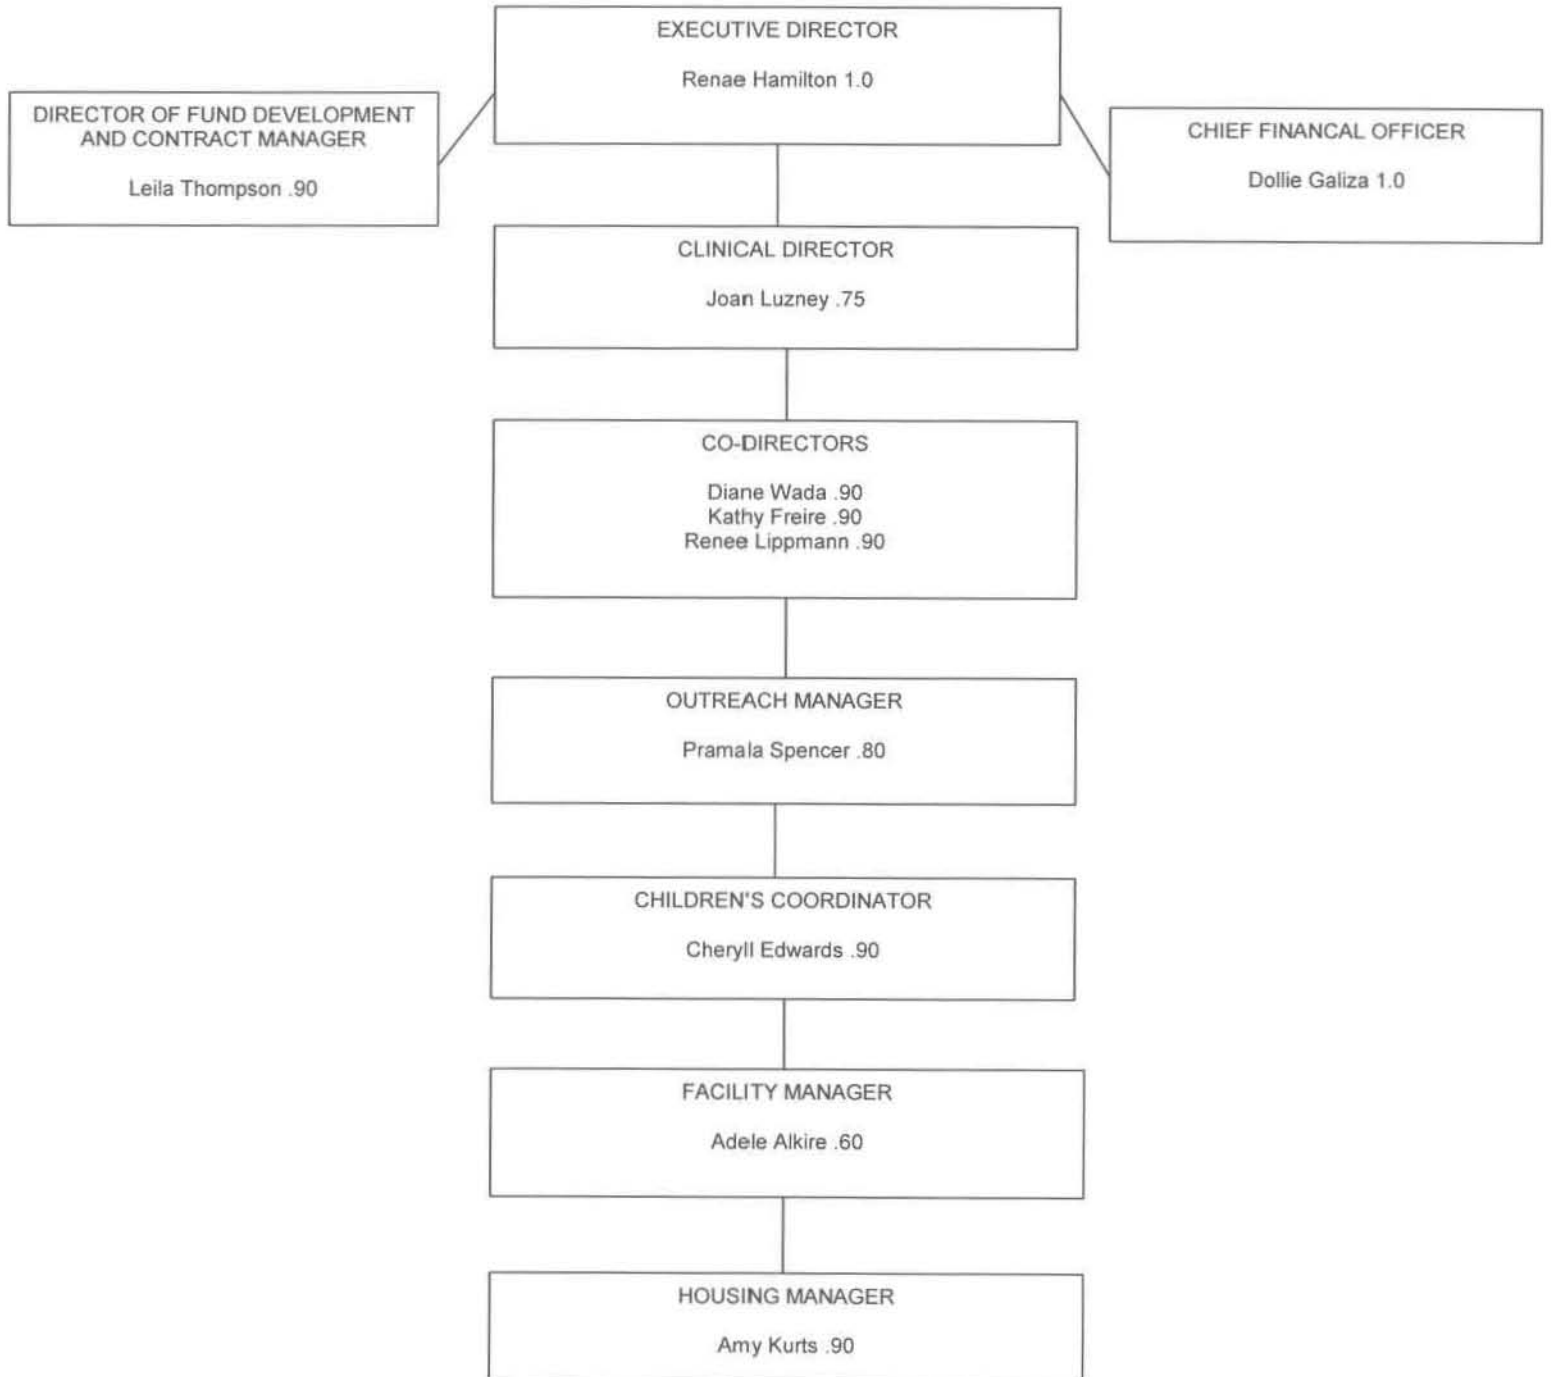 EXECUTIVE DIRECTOR
Renae Hamilton 1.0
DIRECTOR OF FUND DEVELOPMENT
AND CONTRACT MANAGER
Leila Thompson .90
CHIEF FINANCAL OFFICER
Dollie Galiza 1.0
CLINICAL DIRECTOR
Joan Luzney .75
CO-DIRECTORS
Diane Wada .90
Kathy Freire .90
Renee Lippmann .90
OUTREACH MANAGER
Pramala Spencer .80
CHILDREN'S COORDINATOR
Cheryll Edwards .90
FACILITY MANAGER
Adele Alkire .60
HOUSING MANAGER
Amy Kurts .90